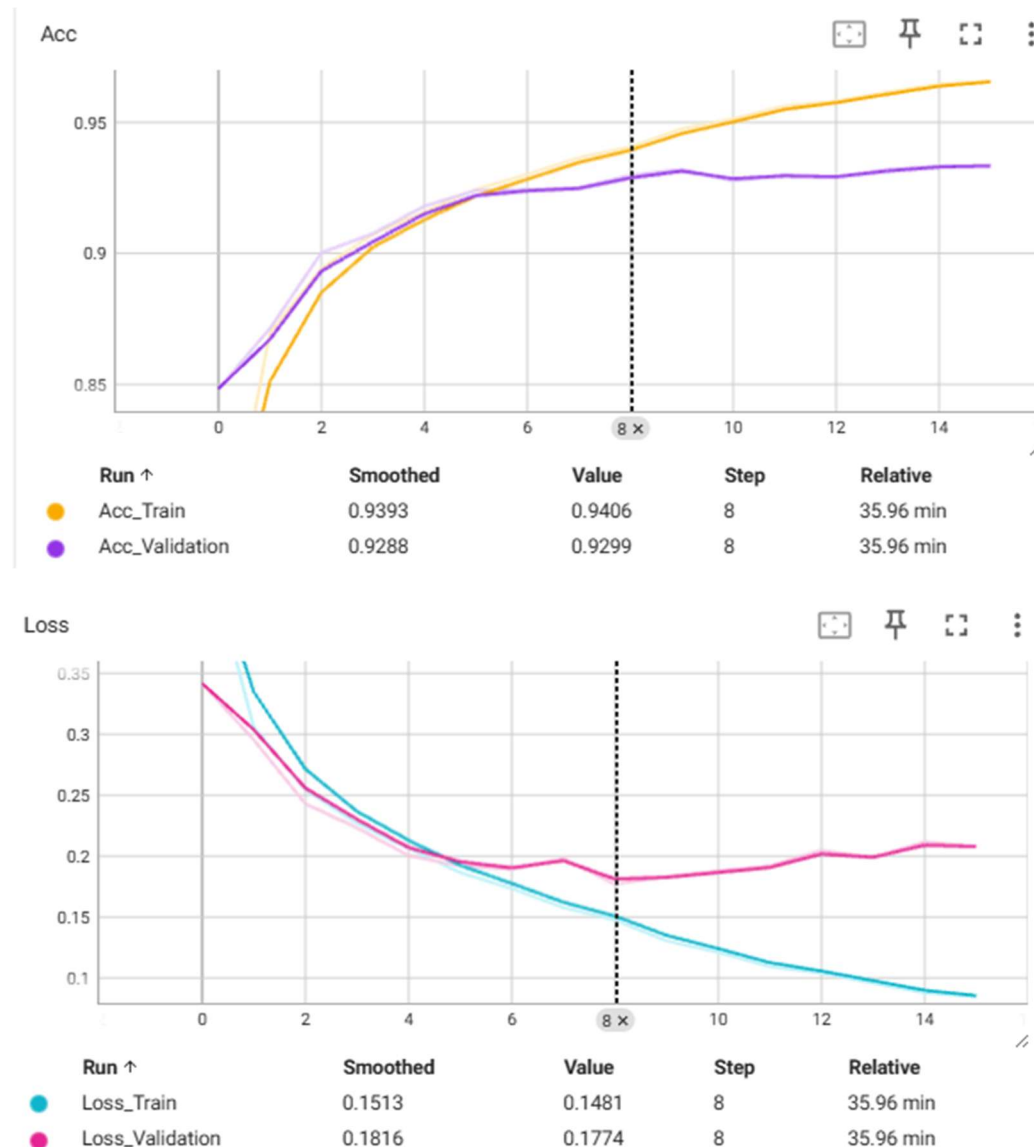 Acc
0.95
0.9
0.85
0 2 4 6 8 × 10 12 14
Run ↑ Smoothed Value Step Relative
Acc_Train 0.9393 0.9406 8 35.96 min
Acc_Validation 0.9288 0.9299 8 35.96 min
Loss
0.35
0.3
0.25
0.2
0.15
0.1
0 2 4 6 8 × 10 12 14
Run ↑ Smoothed Value Step Relative
Loss_Train 0.1513 0.1481 8 35.96 min
Loss_Validation 0.1816 0.1774 8 35.96 min